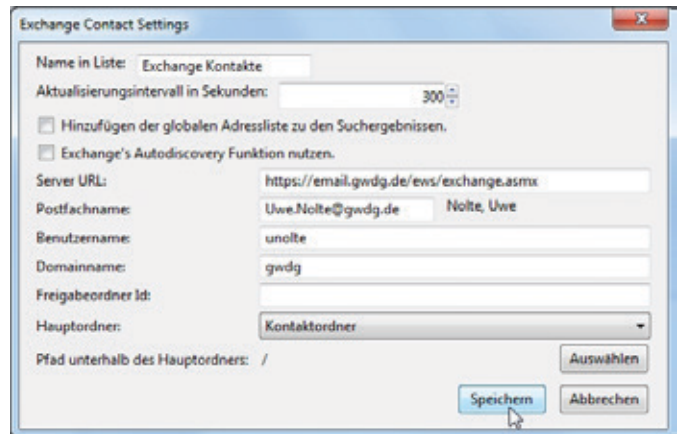 Exchange Contact Settings
Name in Liste: Exchange Kontakte
Aktualisierungsintervall in Sekunden: 300
Hinzufügen der globalen Adressliste zu den Suchergebnissen.
Exchange's Autodiscovery Funktion nutzen.
Server URL: https://email.gwdg.de/ews/exchange.asmx
Postfachname: Uwe.Nolte@gwdg.de Nolte, Uwe
Benutzername: unolte
Domainname: gwdg
Freigabeordner Id:
Hauptordner: Kontaktordner
Pfad unterhalb des Hauptordners: / Auswählen
Speichern Abbrechen